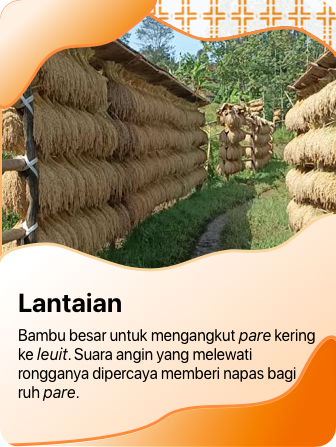 Lantaian
Bambu besar untuk mengangkut pare kering
ke leuit. Suara angin yang melewati
rongganya dipercaya memberi napas bagi
ruh pare.